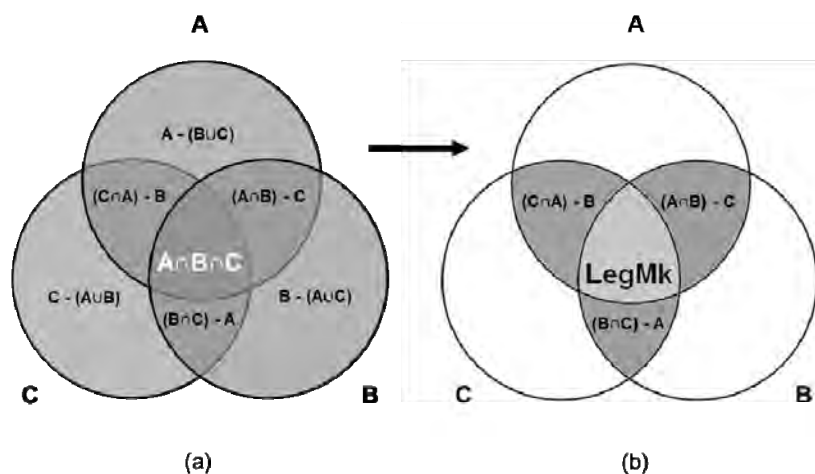 A
A - (B∪C)
(C∩A) - B
(A∩B) - C
A∩B∩C
C - (A∪B)
B - (A∪C)
(B∩C) - A
C
B
(a)
A
(C∩A) - B
(A∩B) - C
LegMk
(B∩C) - A
C
B
(b)